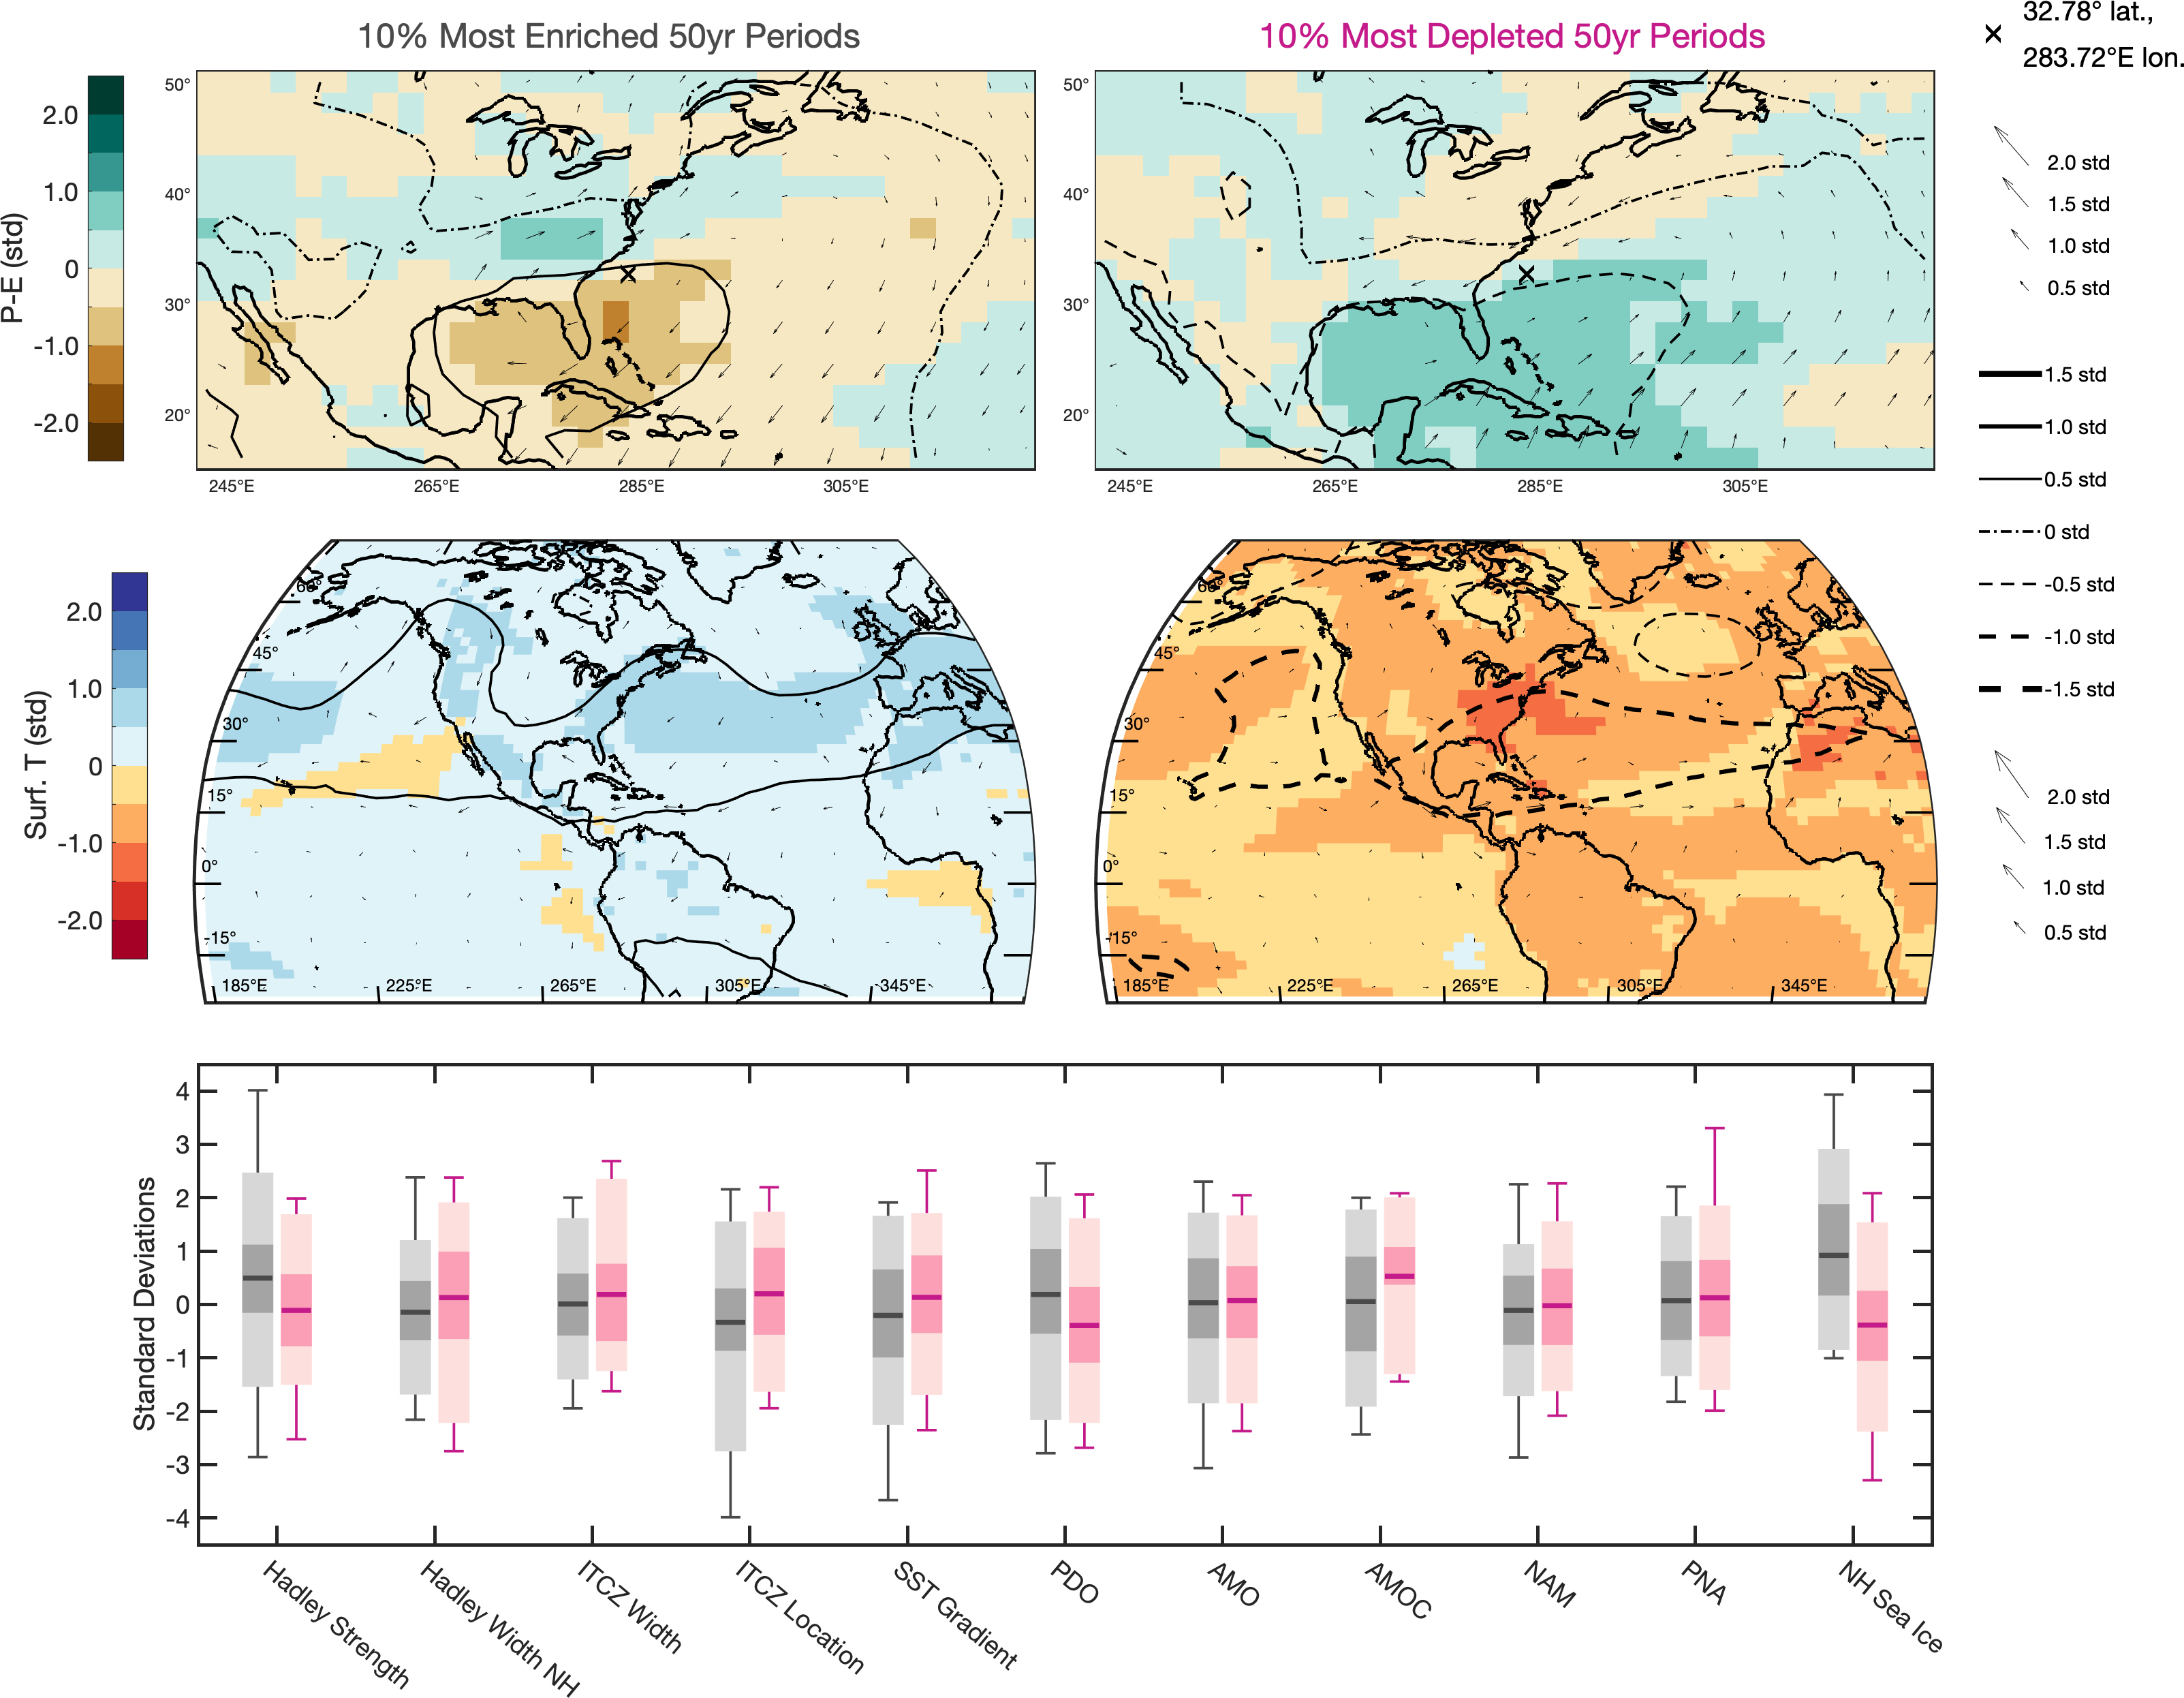 10% Most Enriched 50yr Periods
10% Most Depleted 50yr Periods
32.78° lat.,
283.72°E lon.
P-E (std)
2.0
1.0
0
-1.0
-2.0
50°
40°
30°
20°
245°E
265°E
285°E
305°E
50°
40°
30°
20°
245°E
265°E
285°E
305°E
2.0 std
1.5 std
1.0 std
0.5 std
1.5 std
1.0 std
0.5 std
0 std
-0.5 std
-1.0 std
-1.5 std
Surf. T (std)
2.0
1.0
0
-1.0
-2.0
60°
45°
30°
15°
0°
-15°
185°E
225°E
265°E
305°E
345°E
60°
45°
30°
15°
0°
-15°
185°E
225°E
265°E
305°E
345°E
2.0 std
1.5 std
1.0 std
0.5 std
Standard Deviations
4
3
2
1
0
-1
-2
-3
-4
Hadley Strength
Hadley Width NH
ITCZ Width
ITCZ Location
SST Gradient
PDO
AMO
AMOC
NAM
PNA
NH Sea Ice